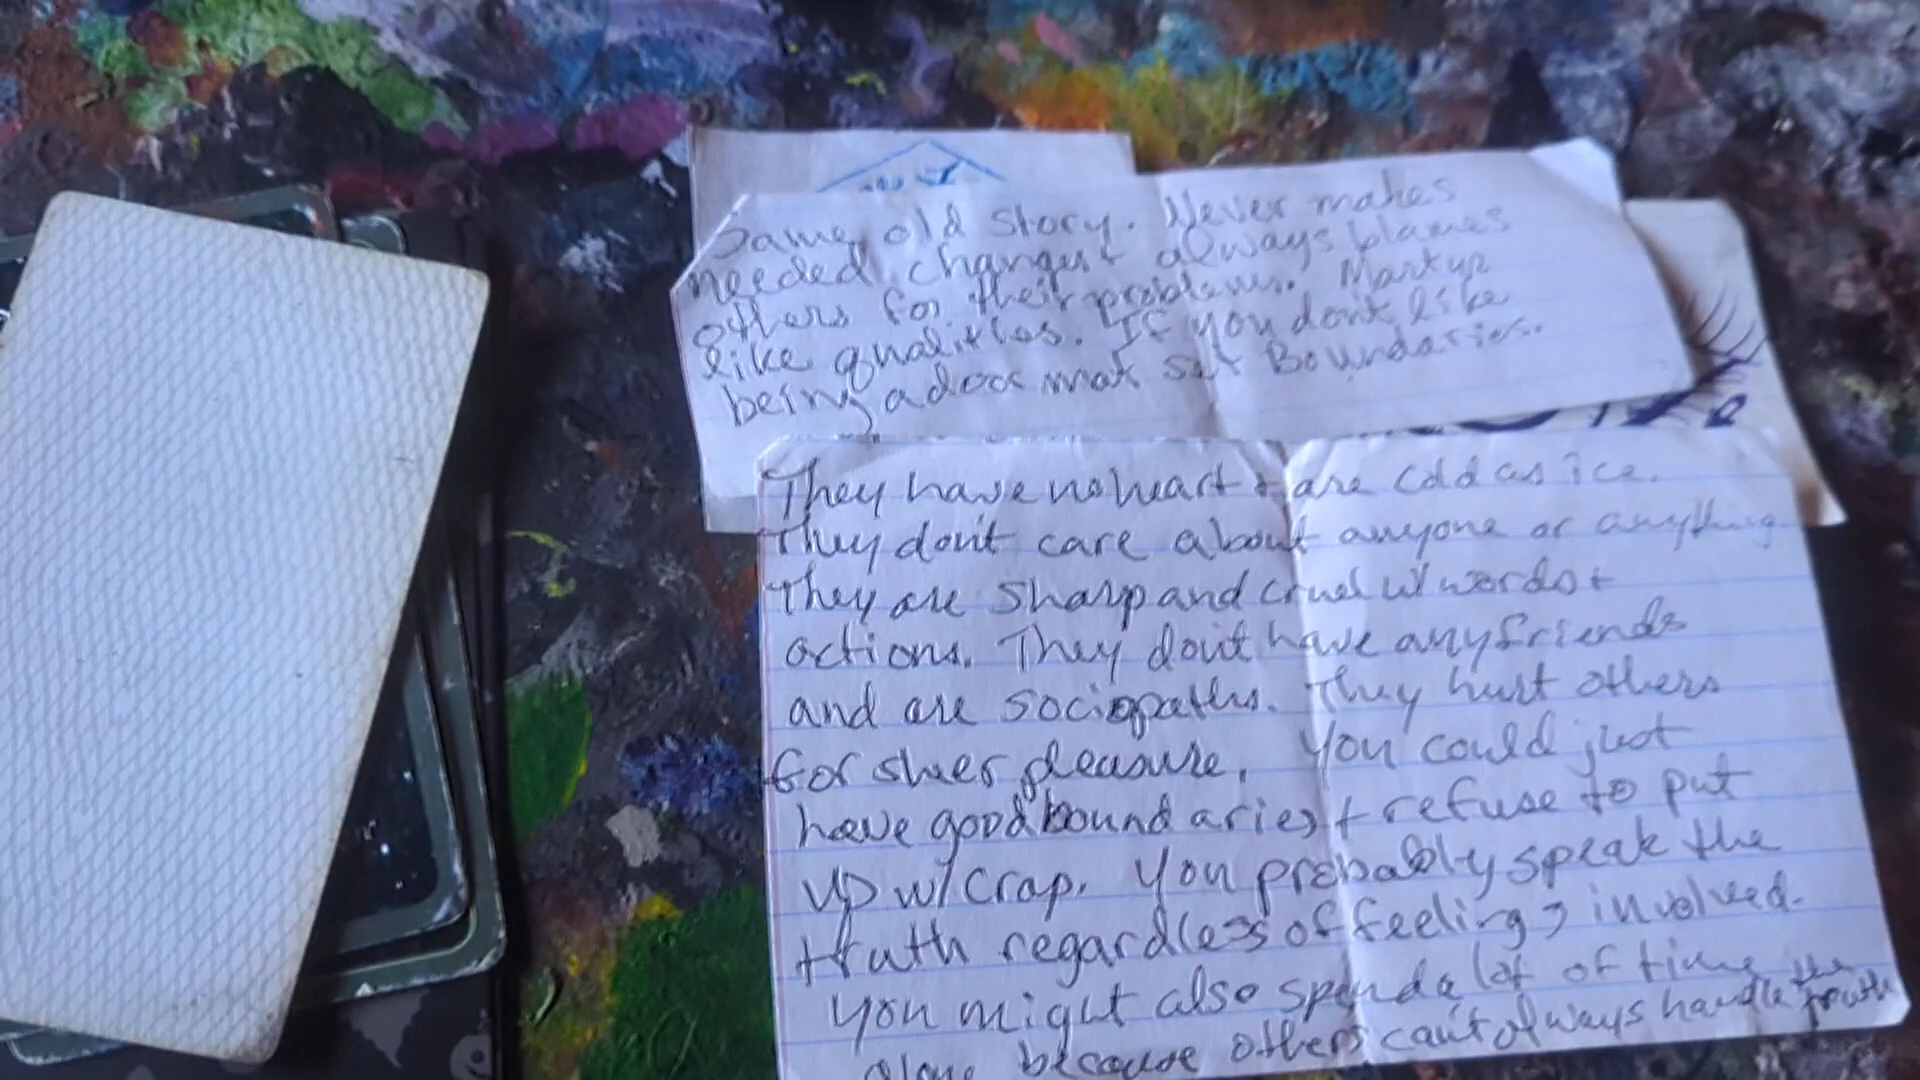 Same old story. Never makes
needed changes & always blames
others for their problems. Martyr
like qualities. If you don't like
being a door mat set Boundaries.
They have no heart + are cold as ice.
They don't care about anyone or anything
They are sharp and cruel w/ words +
actions. They don't have any friends
and are sociopaths. They hurt others
for sheer pleasure. You could just
have good boundaries + refuse to put
up w/ crap. You probably speak the
truth regardless of feelings involved.
You might also spend a lot of time
alone because others can't always handle the truth